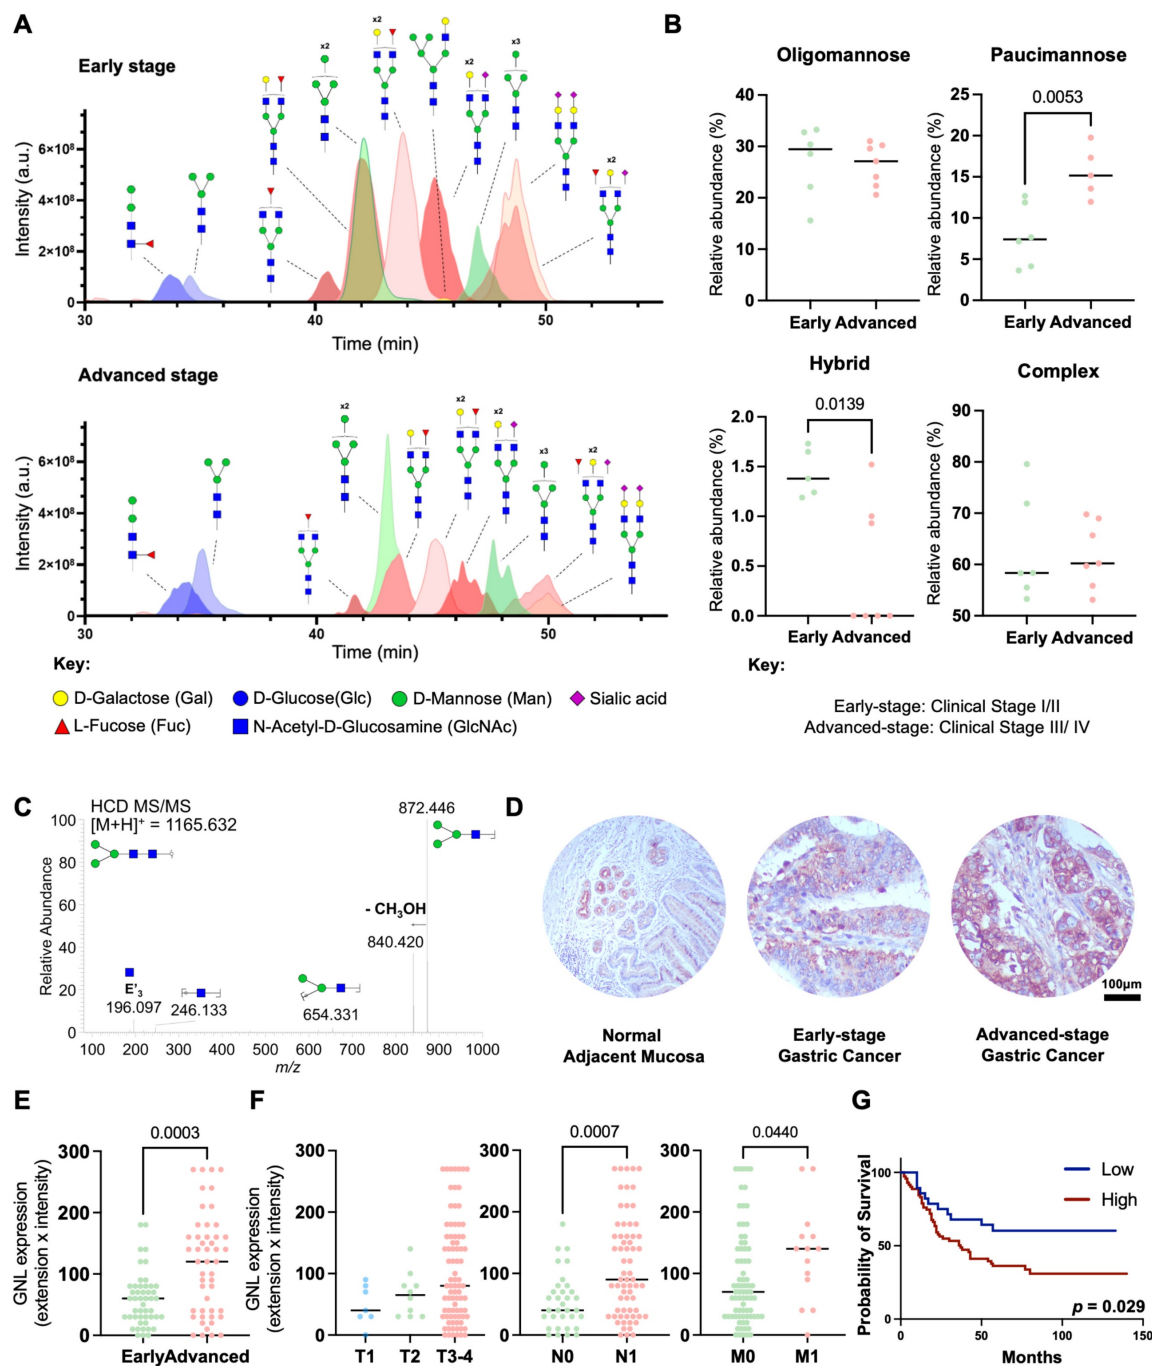 A
Early stage
Intensity (a.u.)
6×10⁸
4×10⁸
2×10⁸
0
30
40
50
Time (min)
x2
x2
x2
x3
x2
Advanced stage
Intensity (a.u.)
6×10⁸
4×10⁸
2×10⁸
0
30
40
50
Time (min)
x2
x2
x2
x3
x2
Key:
D-Galactose (Gal)
D-Glucose(Glc)
D-Mannose (Man)
Sialic acid
L-Fucose (Fuc)
N-Acetyl-D-Glucosamine (GlcNAc)
B
Oligomannose
Relative abundance (%)
40
30
20
10
0
Early Advanced
Paucimannose
0.0053
Relative abundance (%)
25
20
15
10
5
0
Early Advanced
Hybrid
0.0139
Relative abundance (%)
2.0
1.5
1.0
0.5
0.0
Early Advanced
Complex
Relative abundance (%)
90
80
70
60
50
Early Advanced
Key:
Early-stage: Clinical Stage I/II
Advanced-stage: Clinical Stage III/ IV
C
HCD MS/MS
[M+H]⁺ = 1165.632
872.446
- CH₃OH
840.420
E'₃
196.097
246.133
654.331
Relative Abundance
100
80
60
40
20
0
100 200 300 400 500 600 700 800 900 1000
m/z
D
100µm
Normal
Adjacent Mucosa
Early-stage
Gastric Cancer
Advanced-stage
Gastric Cancer
E
0.0003
GNL expression
(extension x intensity)
300
200
100
0
EarlyAdvanced
F
GNL expression
(extension x intensity)
300
200
100
0
T1 T2 T3-4
0.0007
300
200
100
0
N0 N1
0.0440
300
200
100
0
M0 M1
G
Probability of Survival
100
50
0
Low
High
p = 0.029
0 50 100 150
Months